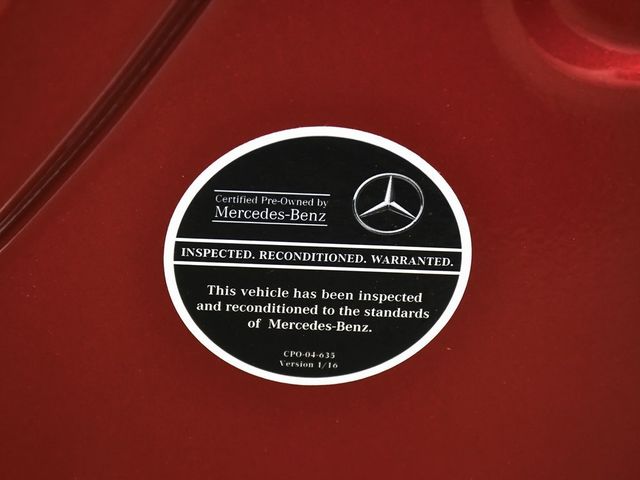 Certified Pre-Owned by
Mercedes-Benz
INSPECTED. RECONDITIONED. WARRANTED.
This vehicle has been inspected
and reconditioned to the standards
of Mercedes-Benz.
CPO-04-635
Version 1/16